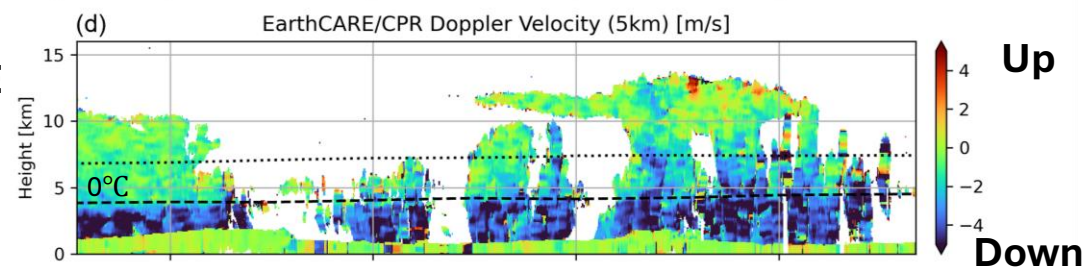 (d) EarthCARE/CPR Doppler Velocity (5km) [m/s]
Up
15
10
5
0
Height [km]
0℃
4
2
0
−2
−4
Down